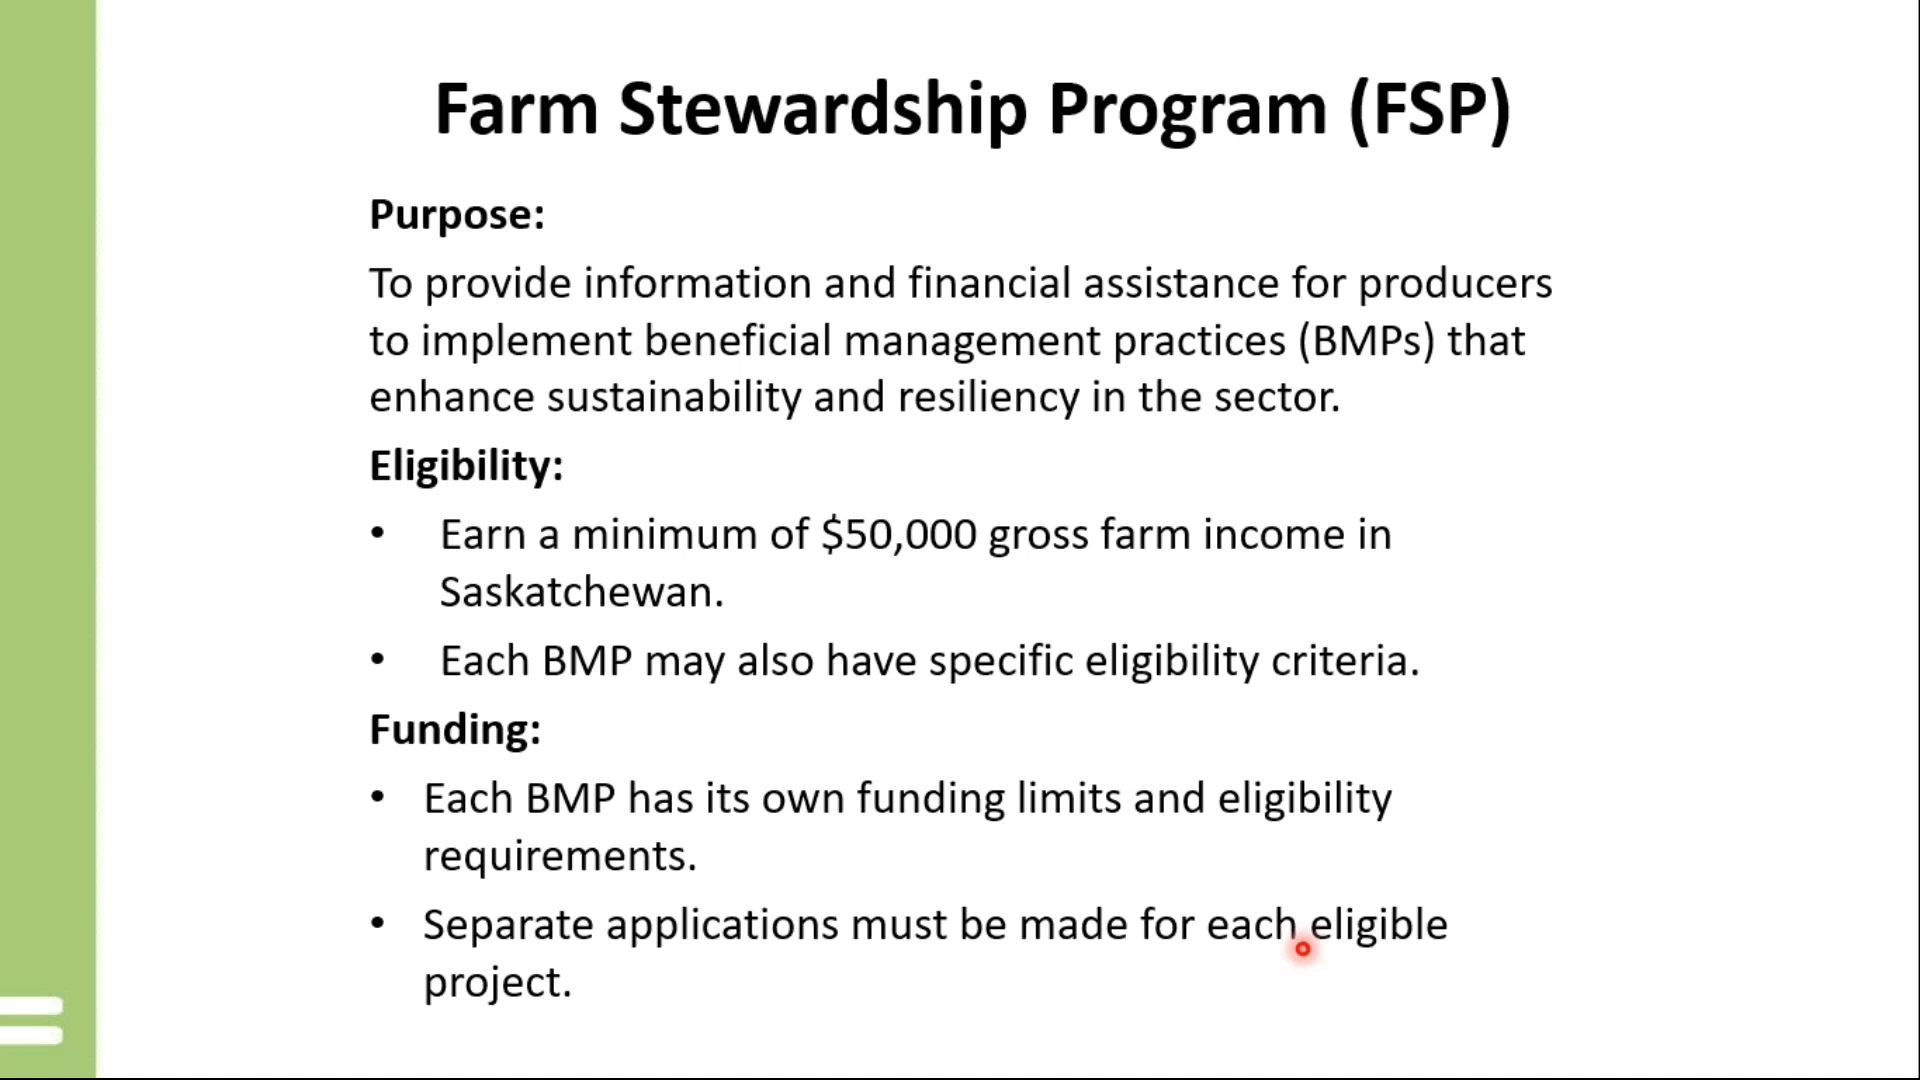 Farm Stewardship Program (FSP)
Purpose:
To provide information and financial assistance for producers
to implement beneficial management practices (BMPs) that
enhance sustainability and resiliency in the sector.
Eligibility:
• Earn a minimum of $50,000 gross farm income in
Saskatchewan.
• Each BMP may also have specific eligibility criteria.
Funding:
• Each BMP has its own funding limits and eligibility
requirements.
• Separate applications must be made for each eligible
project.